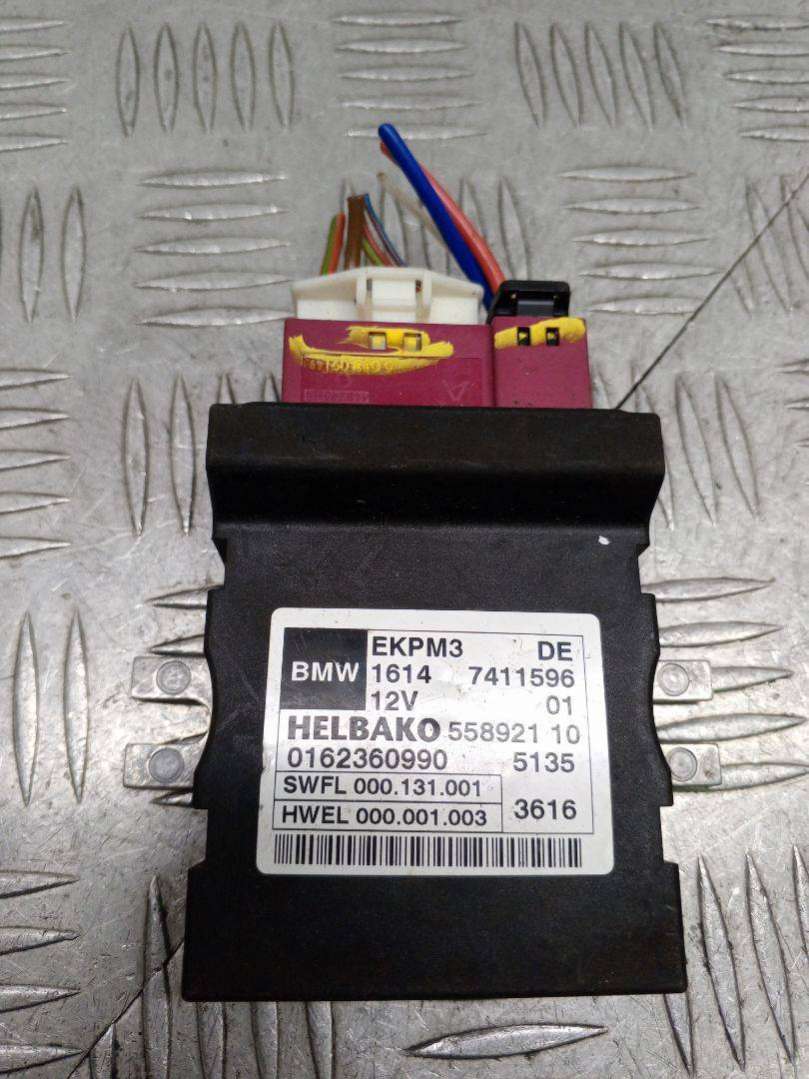 BMW
EKPM3 DE
1614 7411596
12V 01
HELBAKO 558921 10
0162360990 5135
SWFL 000.131.001
HWEL 000.001.003 3616